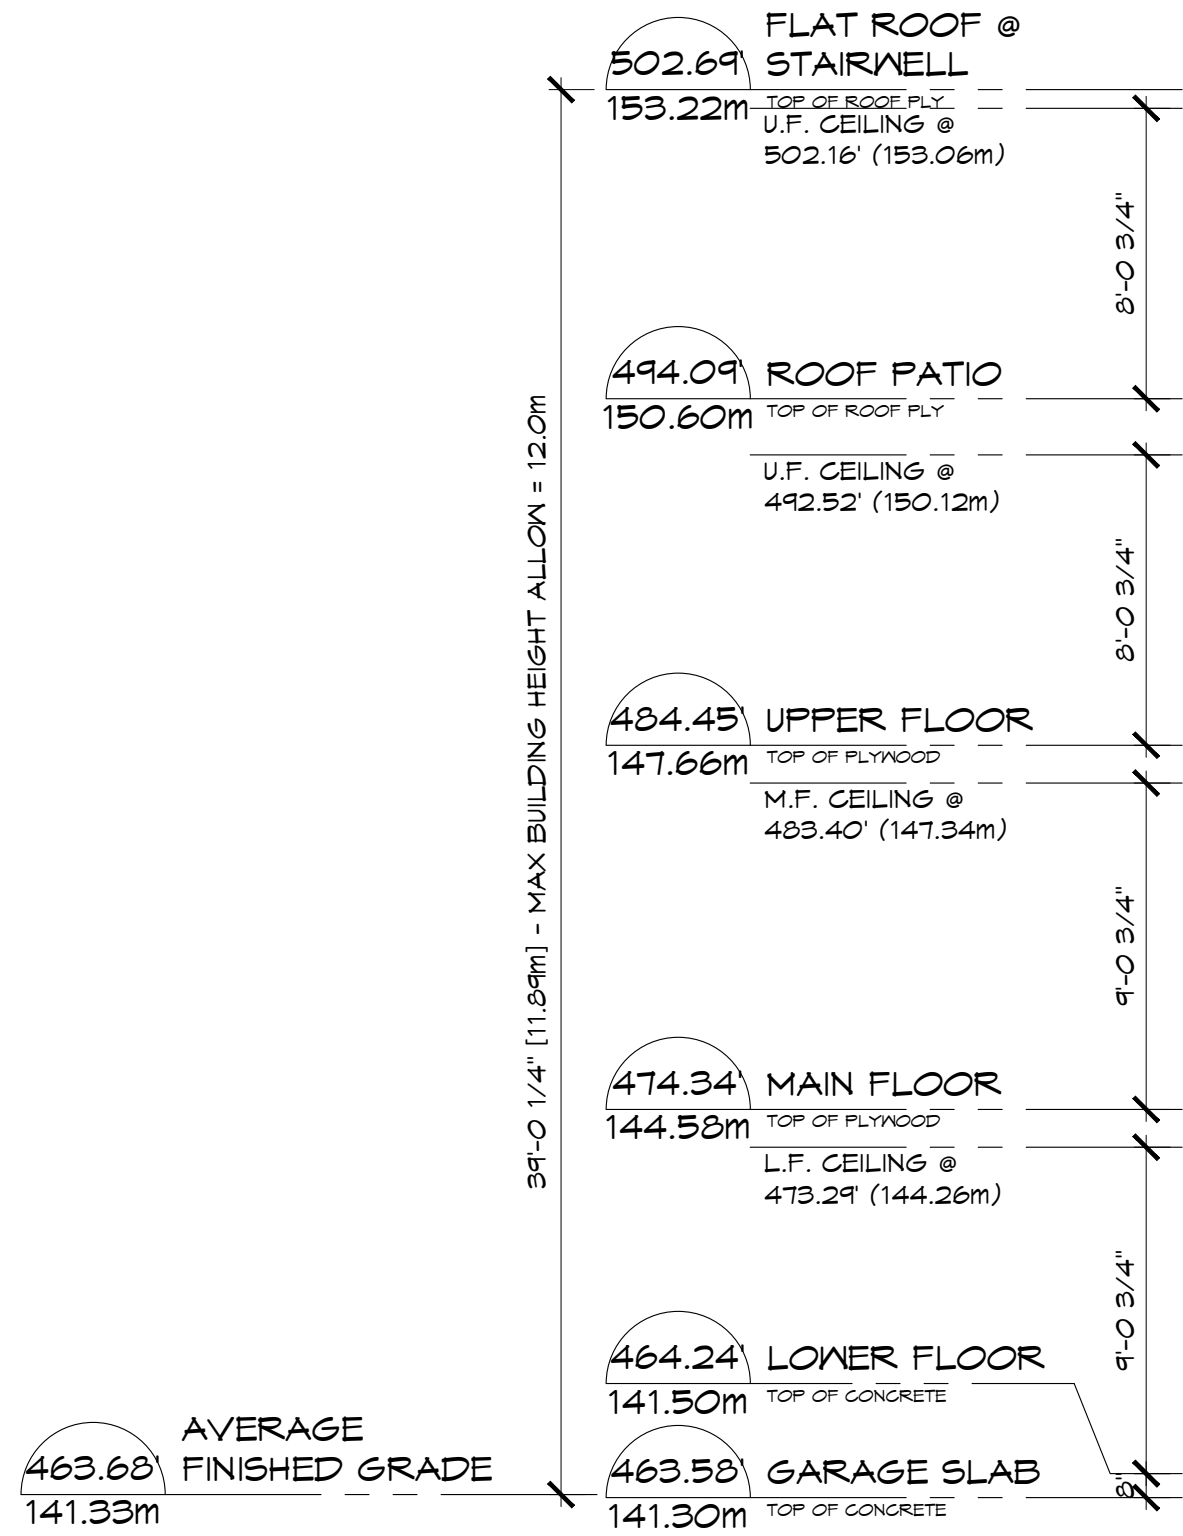 FLAT ROOF @
502.69' STAIRWELL
153.22m TOP OF ROOF PLY
U.F. CEILING @
502.16' (153.06m)
8'-0 3/4"
494.09' ROOF PATIO
150.60m TOP OF ROOF PLY
U.F. CEILING @
492.52' (150.12m)
8'-0 3/4"
39'-0 1/4" [11.89m] - MAX BUILDING HEIGHT ALLOW = 12.0m
484.45' UPPER FLOOR
147.66m TOP OF PLYWOOD
M.F. CEILING @
483.40' (147.34m)
9'-0 3/4"
474.34' MAIN FLOOR
144.58m TOP OF PLYWOOD
L.F. CEILING @
473.29' (144.26m)
9'-0 3/4"
464.24' LOWER FLOOR
141.50m TOP OF CONCRETE
AVERAGE
463.68' FINISHED GRADE
141.33m
463.58' GARAGE SLAB
141.30m TOP OF CONCRETE
8"